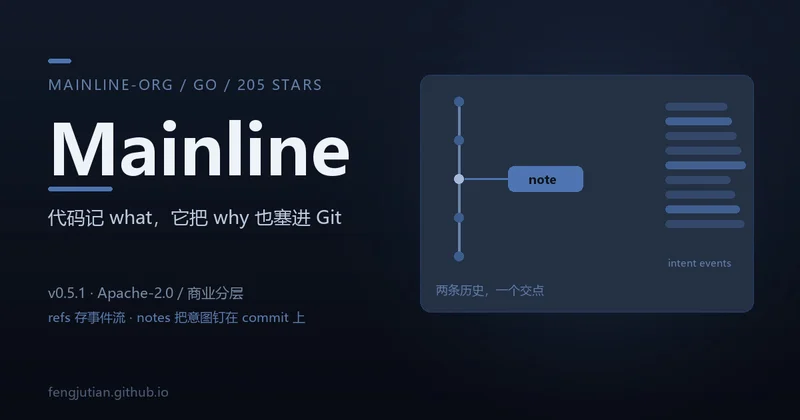 MAINLINE-ORG / GO / 205 STARS
Mainline
代码记 what，它把 why 也塞进 Git
v0.5.1 · Apache-2.0 / 商业分层
refs 存事件流 · notes 把意图钉在 commit 上
fengjutian.github.io
note
intent events
两条历史，一个交点